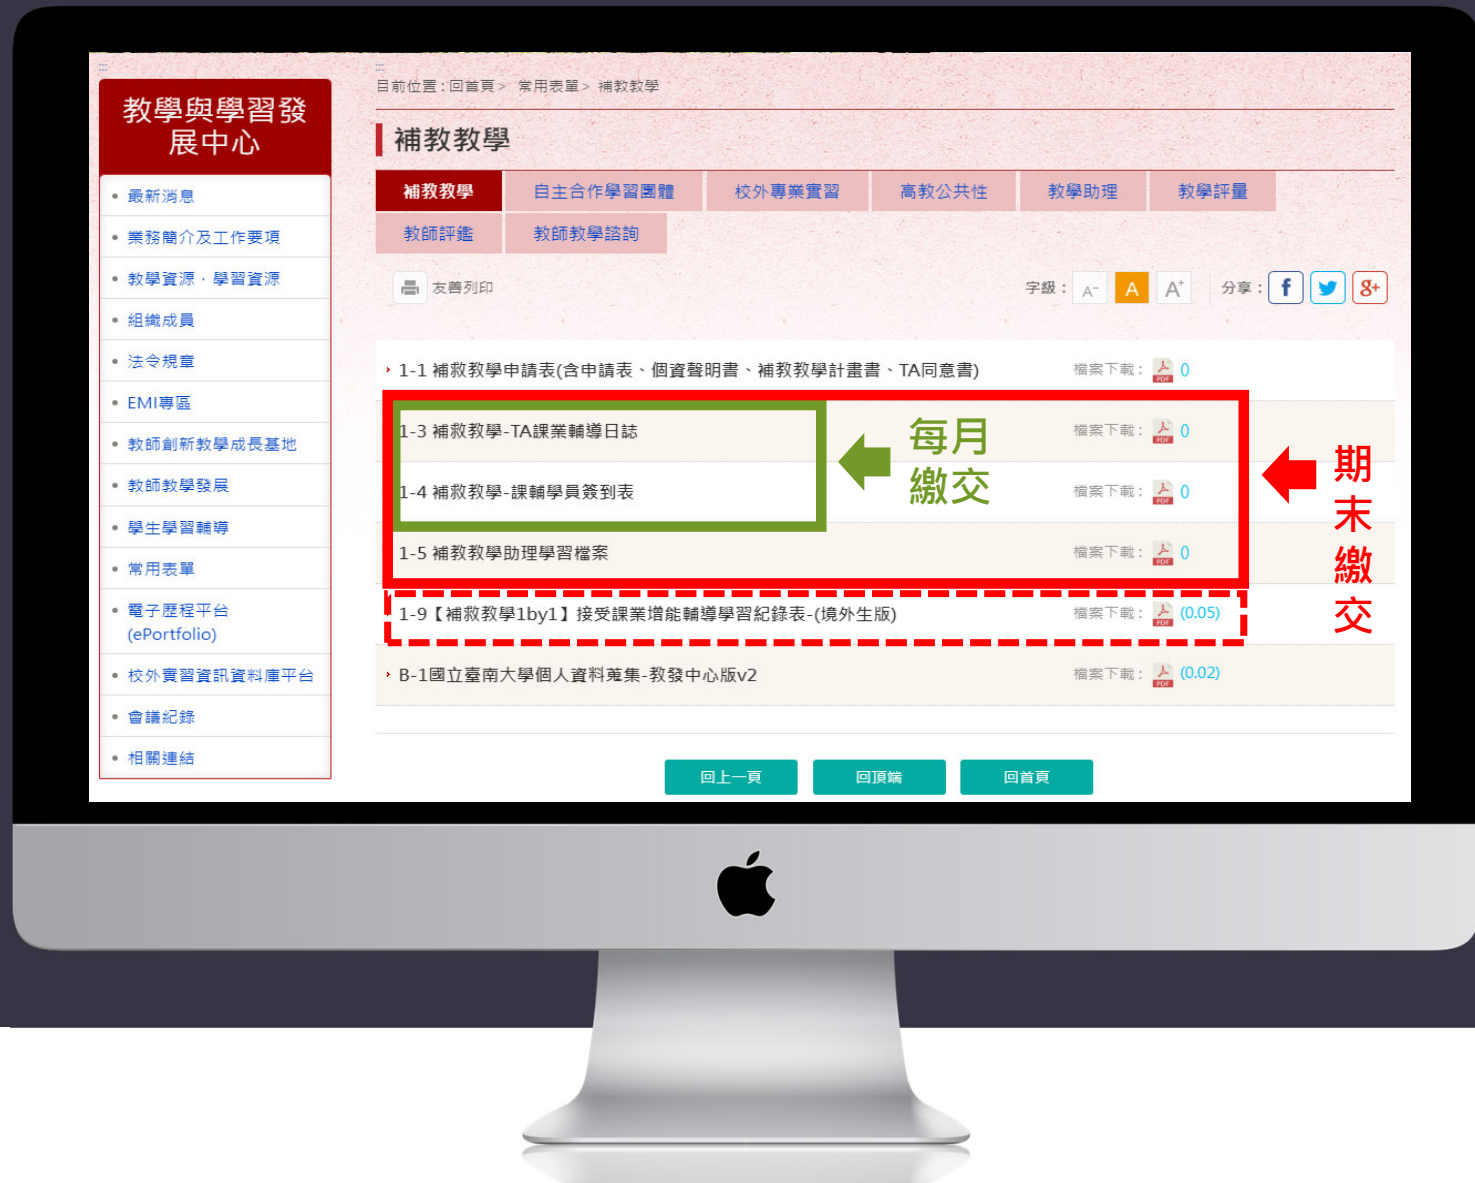 教學與學習發
展中心
最新消息
業務簡介及工作要項
教學資源．學習資源
組織成員
法令規章
EMI專區
教師創新教學成長基地
教師教學發展
學生學習輔導
常用表單
電子歷程平台
(ePortfolio)
校外實習資訊資料庫平台
會議紀錄
相關連結
:::
:::
目前位置：回首頁> 常用表單> 補教教學
補教教學
補教教學 自主合作學習團體 校外專業實習 高教公共性 教學助理 教學評量
教師評鑑 教師教學諮詢
友善列印 字級： A- A A+ 分享： f g+
1-1 補救教學申請表(含申請表、個資聲明書、補教教學計畫書、TA同意書) 檔案下載： PDF ()
1-3 補救教學-TA課業輔導日誌 檔案下載： PDF ()
1-4 補救教學-課輔學員簽到表 檔案下載： PDF ()
1-5 補教教學助理學習檔案 檔案下載： PDF ()
1-9【補救教學1by1】接受課業增能輔導學習紀錄表-(境外生版) 檔案下載： PDF (0.05)
B-1國立臺南大學個人資料蒐集-教發中心版v2 檔案下載： PDF (0.02)
每月
繳交
期
末
繳
交
回上一頁 回頂端 回首頁